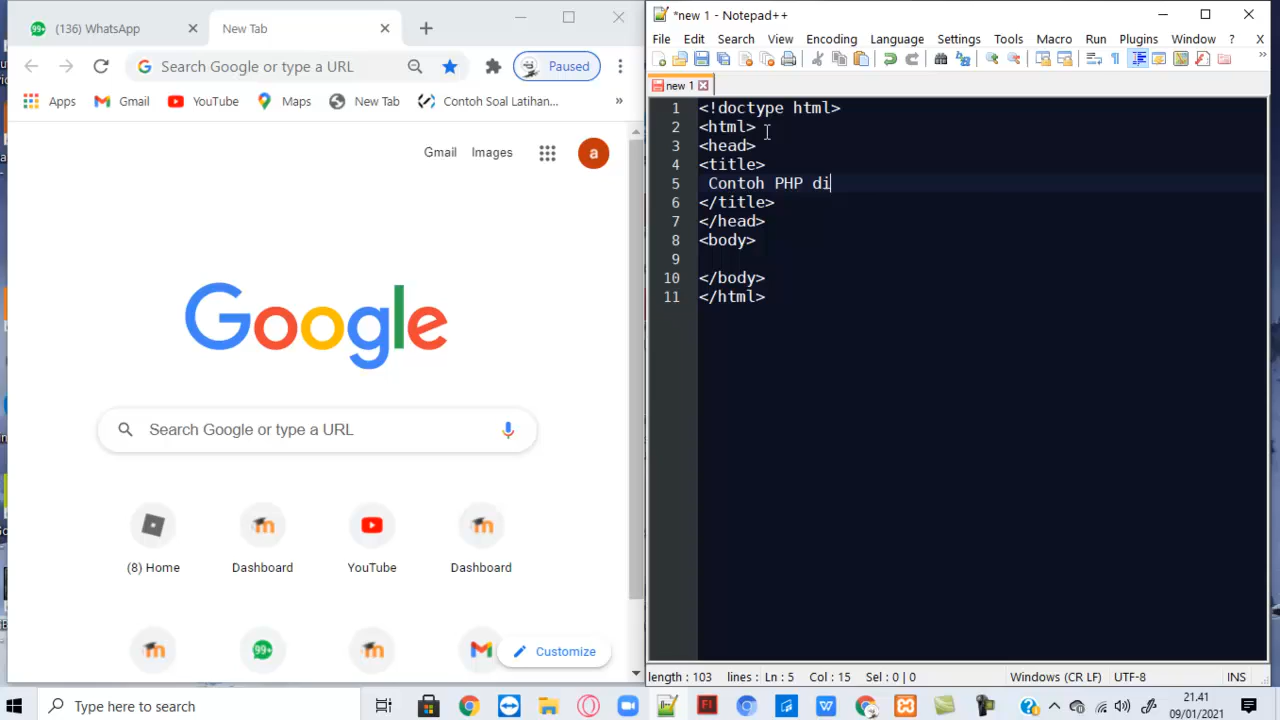 (136) WhatsApp
New Tab
Search Google or type a URL
Paused
Apps
Gmail
YouTube
Maps
New Tab
Contoh Soal Latihan...
»
Gmail
Images
a
Google
Search Google or type a URL
(8) Home
Dashboard
YouTube
Dashboard
99+
Customize
*new 1 - Notepad++
File Edit Search View Encoding Language Settings Tools Macro Run Plugins Window ? X
new 1
1 <!doctype html>
2 <html>
3 <head>
4 <title>
5 Contoh PHP di
6 </title>
7 </head>
8 <body>
9
10 </body>
11 </html>
length : 103 lines : Ln : 5 Col : 15 Sel : 0 | 0 Windows (CR LF) UTF-8 INS
Type here to search
21.41
09/01/2021